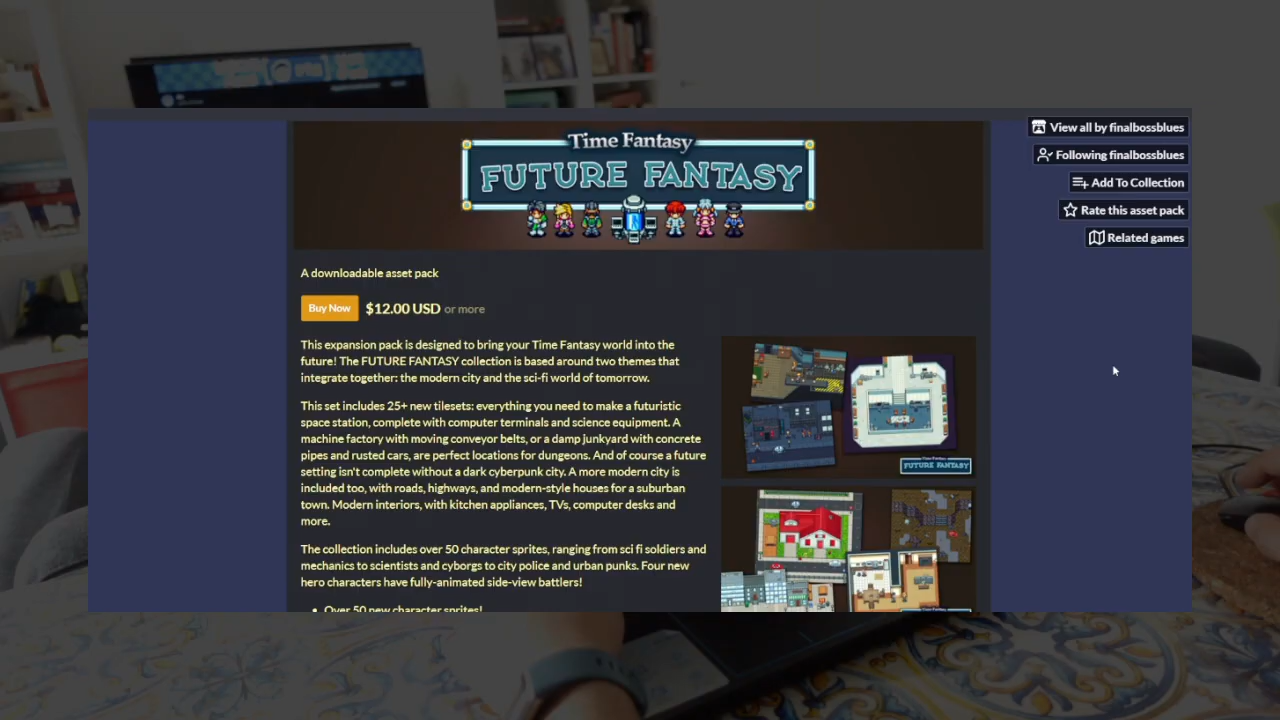 Time Fantasy
FUTURE FANTASY
View all by finalbossblues
Following finalbossblues
Add To Collection
Rate this asset pack
Related games
A downloadable asset pack
Buy Now $12.00 USD or more
This expansion pack is designed to bring your Time Fantasy world into the
future! The FUTURE FANTASY collection is based around two themes that
integrate together: the modern city and the sci-fi world of tomorrow.
This set includes 25+ new tilesets: everything you need to make a futuristic
space station, complete with computer terminals and science equipment. A
machine factory with moving conveyor belts, or a damp junkyard with concrete
pipes and rusted cars, are perfect locations for dungeons. And of course a future
setting isn't complete without a dark cyberpunk city. A more modern city is
included too, with roads, highways, and modern-style houses for a suburban
town. Modern interiors, with kitchen appliances, TVs, computer desks and
more.
The collection includes over 50 character sprites, ranging from sci fi soldiers and
mechanics to scientists and cyborgs to city police and urban punks. Four new
hero characters have fully-animated side-view battlers!
• Over 50 new character sprites!
Time Fantasy
FUTURE FANTASY